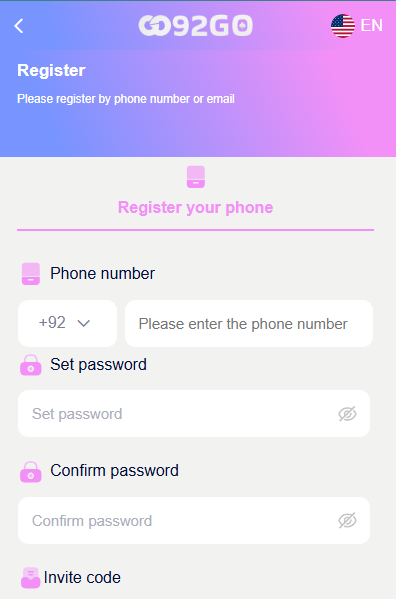 92GO
EN
Register
Please register by phone number or email
Register your phone
Phone number
+92
Please enter the phone number
Set password
Set password
Confirm password
Confirm password
Invite code